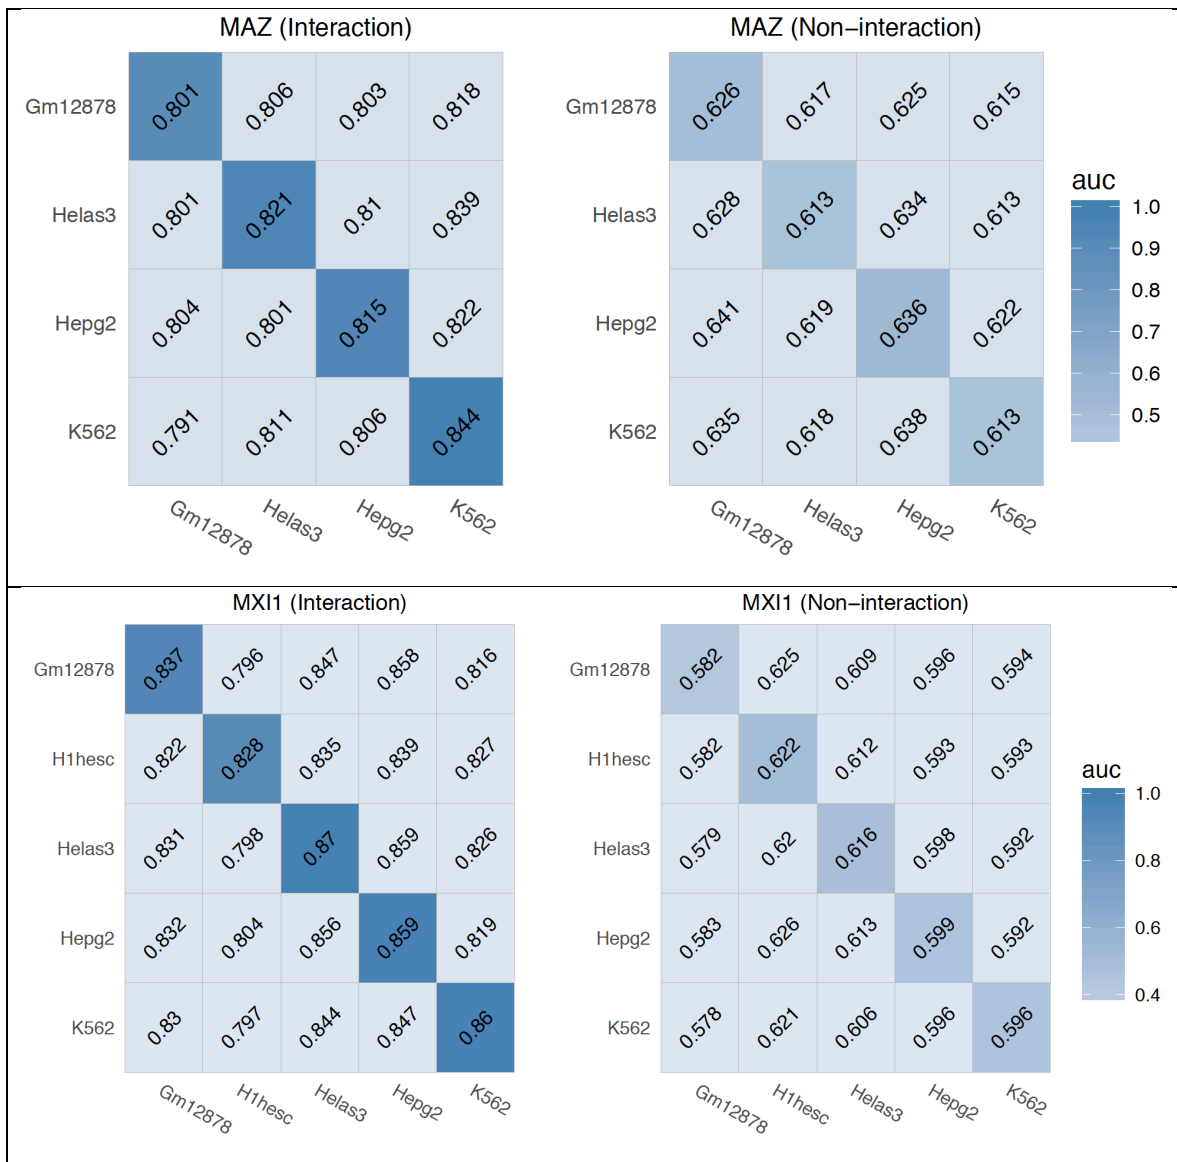 MAZ (Interaction)
Gm12878 0.801 0.806 0.803 0.818
Helas3 0.801 0.821 0.81 0.839
Hepg2 0.804 0.801 0.815 0.822
K562 0.791 0.811 0.806 0.844
Gm12878 Helas3 Hepg2 K562
MAZ (Non−interaction)
Gm12878 0.626 0.617 0.625 0.615
Helas3 0.628 0.613 0.634 0.613
Hepg2 0.641 0.619 0.636 0.622
K562 0.635 0.618 0.638 0.613
Gm12878 Helas3 Hepg2 K562
auc
1.0
0.9
0.8
0.7
0.6
0.5
MXI1 (Interaction)
Gm12878 0.837 0.796 0.847 0.858 0.816
H1hesc 0.822 0.828 0.835 0.839 0.827
Helas3 0.831 0.798 0.87 0.859 0.826
Hepg2 0.832 0.804 0.856 0.859 0.819
K562 0.83 0.797 0.844 0.847 0.86
Gm12878 H1hesc Helas3 Hepg2 K562
MXI1 (Non−interaction)
Gm12878 0.582 0.625 0.609 0.596 0.594
H1hesc 0.582 0.622 0.612 0.593 0.593
Helas3 0.579 0.62 0.616 0.598 0.592
Hepg2 0.583 0.626 0.613 0.599 0.592
K562 0.578 0.621 0.606 0.596 0.596
Gm12878 H1hesc Helas3 Hepg2 K562
auc
1.0
0.8
0.6
0.4